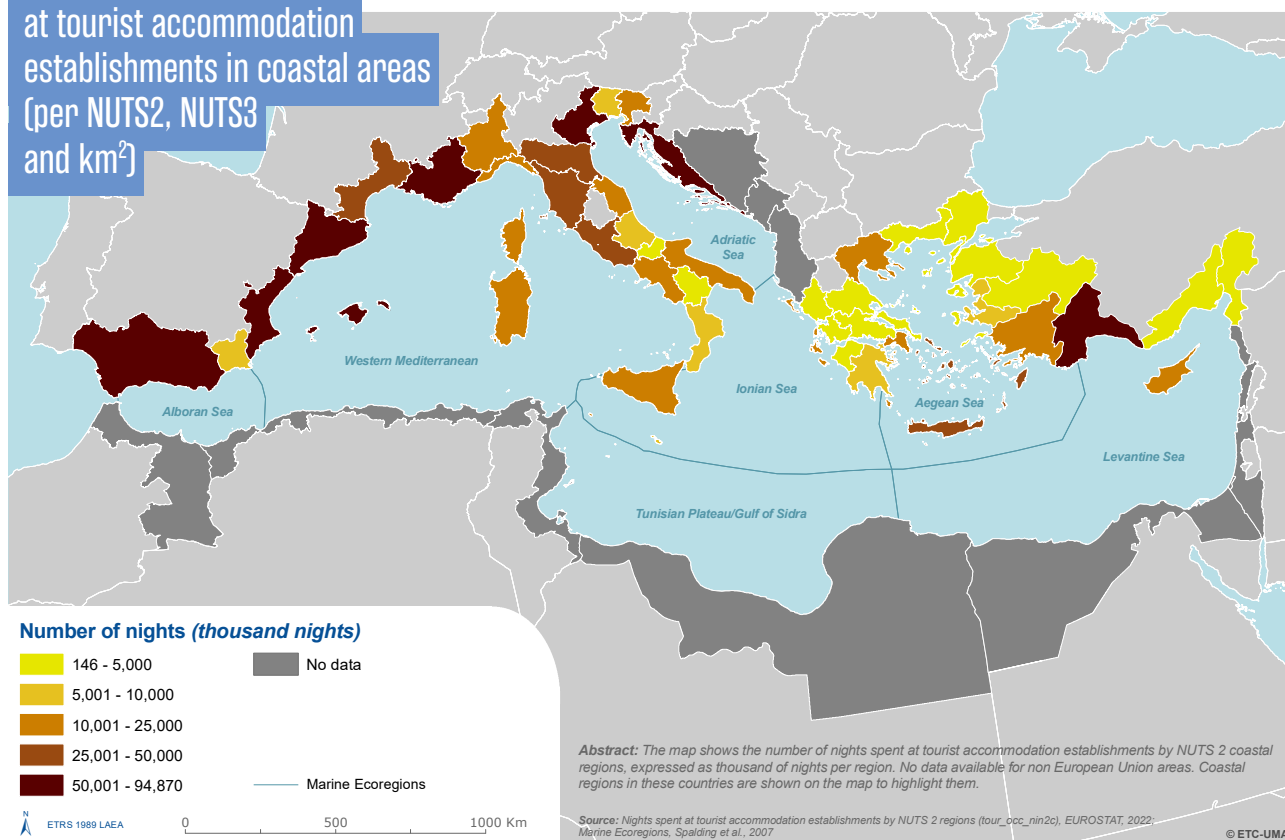 at tourist accommodation
establishments in coastal areas
(per NUTS2, NUTS3
and km²)
Adriatic
Sea
Western Mediterranean
Ionian Sea
Aegean Sea
Alboran Sea
Levantine Sea
Tunisian Plateau/Gulf of Sidra
Number of nights (thousand nights)
146 - 5,000
No data
5,001 - 10,000
10,001 - 25,000
25,001 - 50,000
50,001 - 94,870
Marine Ecoregions
N
ETRS 1989 LAEA
0 500 1000 Km
Abstract: The map shows the number of nights spent at tourist accommodation establishments by NUTS 2 coastal
regions, expressed as thousand of nights per region. No data available for non European Union areas. Coastal
regions in these countries are shown on the map to highlight them.
Source: Nights spent at tourist accommodation establishments by NUTS 2 regions (tour_occ_nin2c), EUROSTAT, 2022;
Marine Ecoregions, Spalding et al., 2007
© ETC-UMA